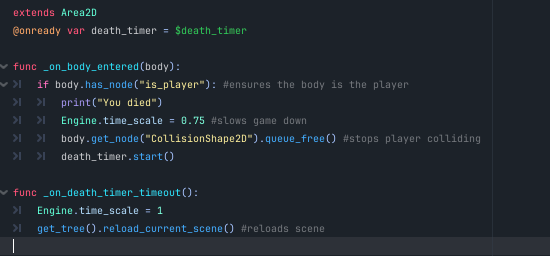 extends Area2D
@onready var death_timer = $death_timer
func _on_body_entered(body):
if body.has_node("is_player"): #ensures the body is the player
print("You died")
Engine.time_scale = 0.75 #slows game down
body.get_node("CollisionShape2D").queue_free() #stops player colliding
death_timer.start()
func _on_death_timer_timeout():
Engine.time_scale = 1
get_tree().reload_current_scene() #reloads scene